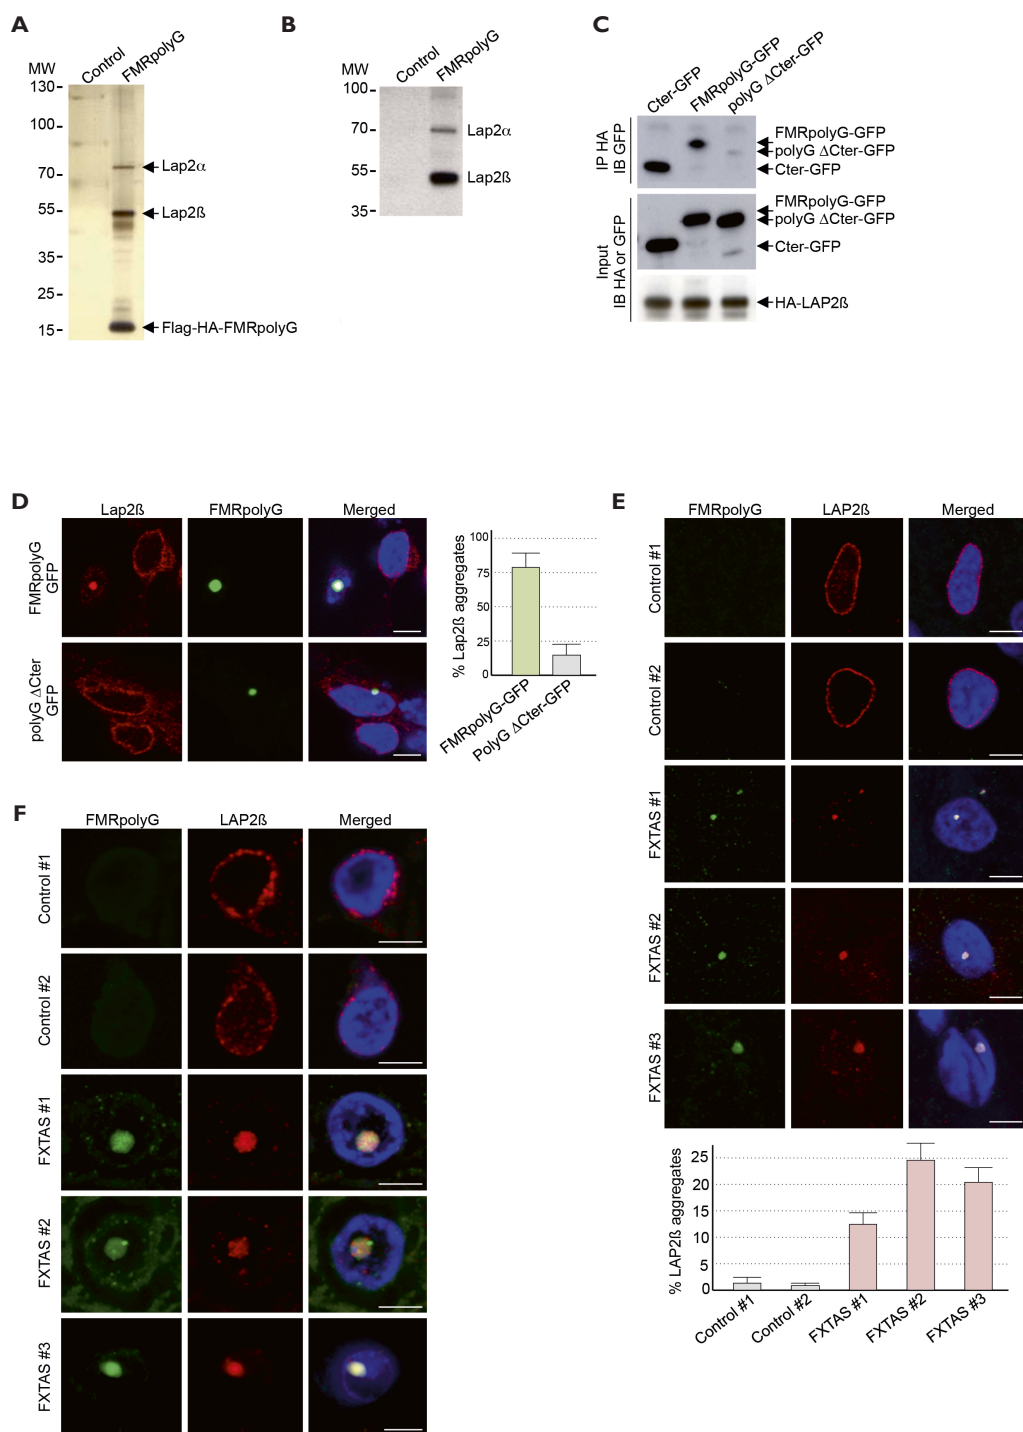 A
MW
Control
FMRpolyG
130
100
70
55
35
25
15
Lap2α
Lap2ß
Flag-HA-FMRpolyG
B
MW
Control
FMRpolyG
100
70
55
35
Lap2α
Lap2ß
C
Cter-GFP
FMRpolyG-GFP
polyG ΔCter-GFP
IP HA
IB GFP
FMRpolyG-GFP
polyG ΔCter-GFP
Cter-GFP
Input
IB HA or GFP
FMRpolyG-GFP
polyG ΔCter-GFP
Cter-GFP
HA-LAP2ß
D
Lap2ß
FMRpolyG
Merged
FMRpolyG
GFP
polyG ΔCter
GFP
% Lap2ß aggregates
100
75
50
25
0
FMRpolyG-GFP
PolyG ΔCter-GFP
E
FMRpolyG
LAP2ß
Merged
Control #1
Control #2
FXTAS #1
FXTAS #2
FXTAS #3
% LAP2ß aggregates
25
20
15
10
5
0
Control #1
Control #2
FXTAS #1
FXTAS #2
FXTAS #3
F
FMRpolyG
LAP2ß
Merged
Control #1
Control #2
FXTAS #1
FXTAS #2
FXTAS #3